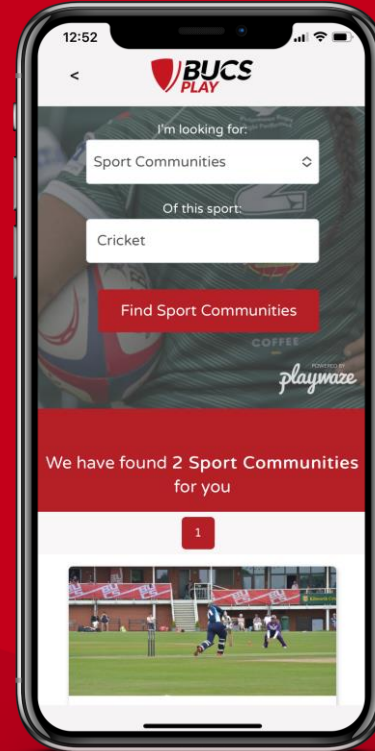 12:52
<
BUCS
PLAY
I'm looking for:
Sport Communities
Of this sport:
Cricket
Find Sport Communities
COFFEE
POWERED BY
playwaze
We have found 2 Sport Communities
for you
1